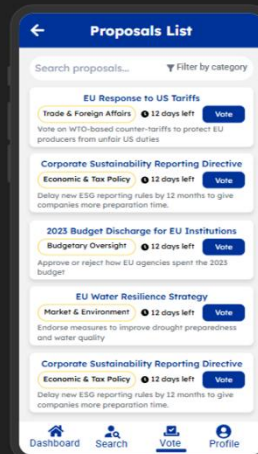 Proposals List
Search proposals...
Filter by category
EU Response to US Tariffs
Trade & Foreign Affairs 12 days left Vote
Vote on WTO-based counter-tariffs to protect EU
producers from unfair US duties
Corporate Sustainability Reporting Directive
Economic & Tax Policy 12 days left Vote
Delay new ESG reporting rules by 12 months to give
companies more preparation time.
2023 Budget Discharge for EU Institutions
Budgetary Oversight 12 days left Vote
Approve or reject how EU agencies spent the 2023
budget
EU Water Resilience Strategy
Market & Environment 12 days left Vote
Endorse measures to improve drought preparedness
and water quality
Corporate Sustainability Reporting Directive
Economic & Tax Policy 12 days left Vote
Delay new ESG reporting rules by 12 months to give
companies more preparation time.
Dashboard Search Vote Profile